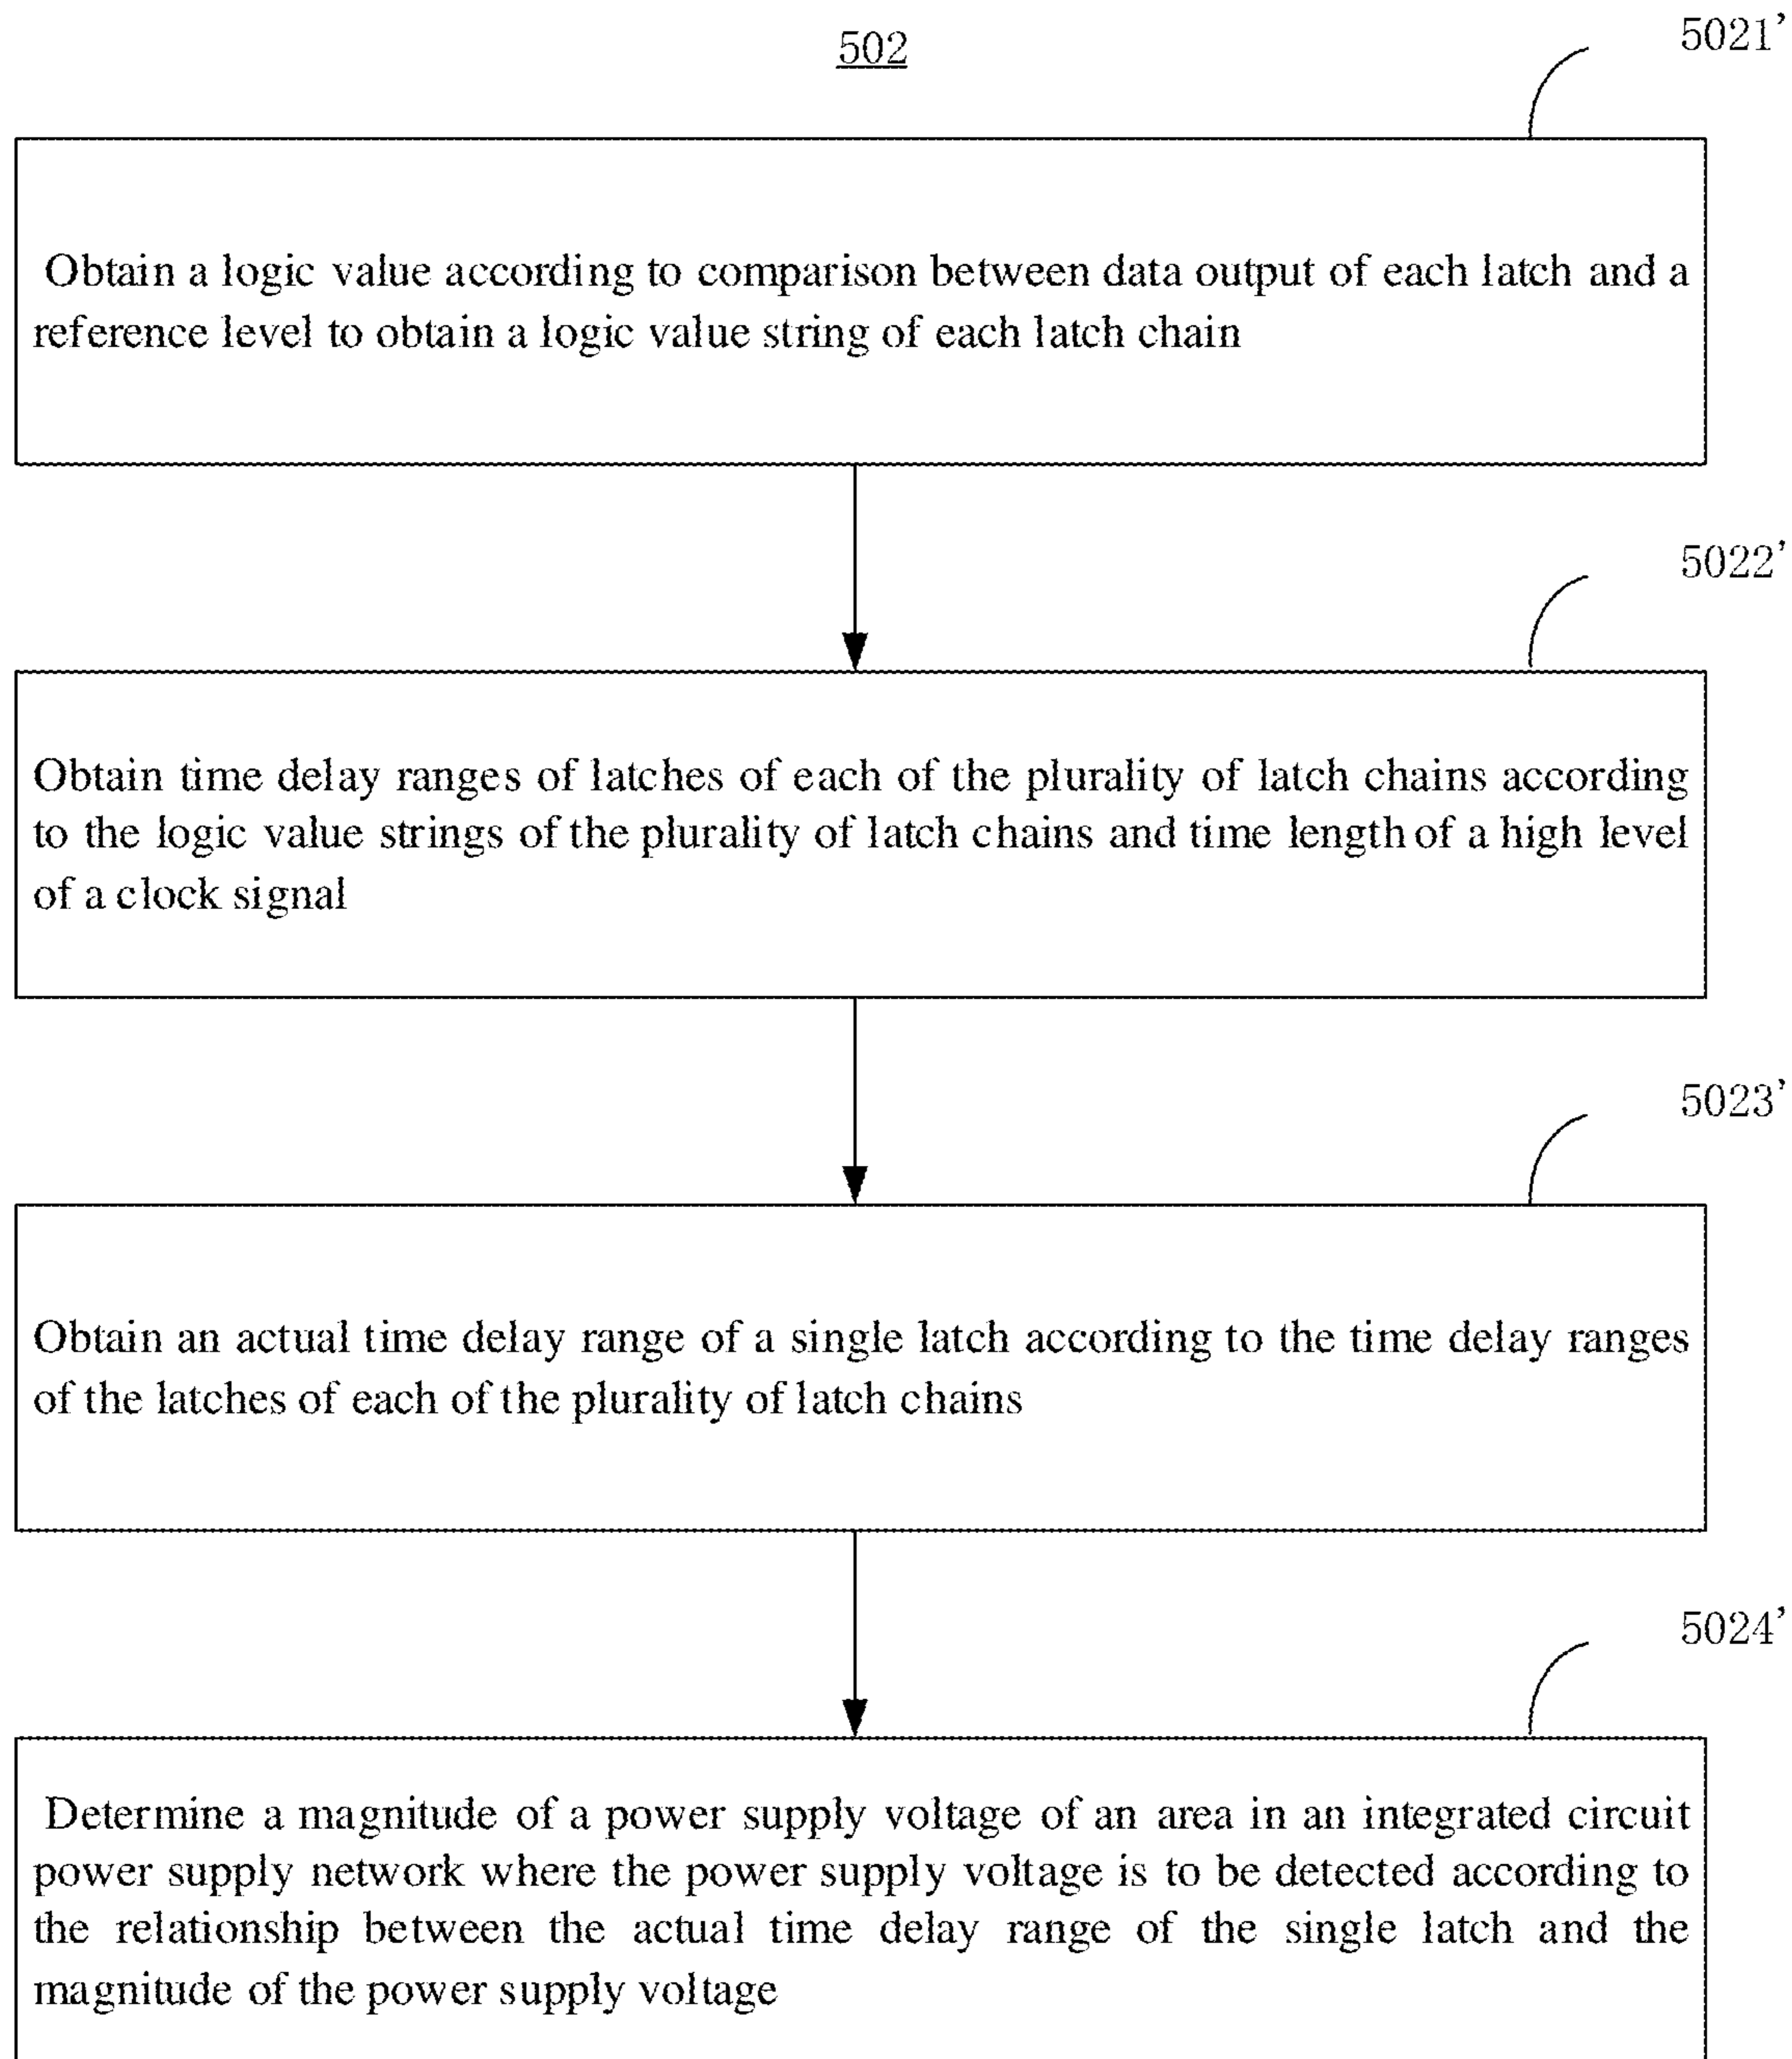 502
5021’
Obtain a logic value according to comparison between data output of each latch and a
reference level to obtain a logic value string of each latch chain
5022’
Obtain time delay ranges of latches of each of the plurality of latch chains according
to the logic value strings of the plurality of latch chains and time length of a high level
of a clock signal
5023’
Obtain an actual time delay range of a single latch according to the time delay ranges
of the latches of each of the plurality of latch chains
5024’
Determine a magnitude of a power supply voltage of an area in an integrated circuit
power supply network where the power supply voltage is to be detected according to
the relationship between the actual time delay range of the single latch and the
magnitude of the power supply voltage